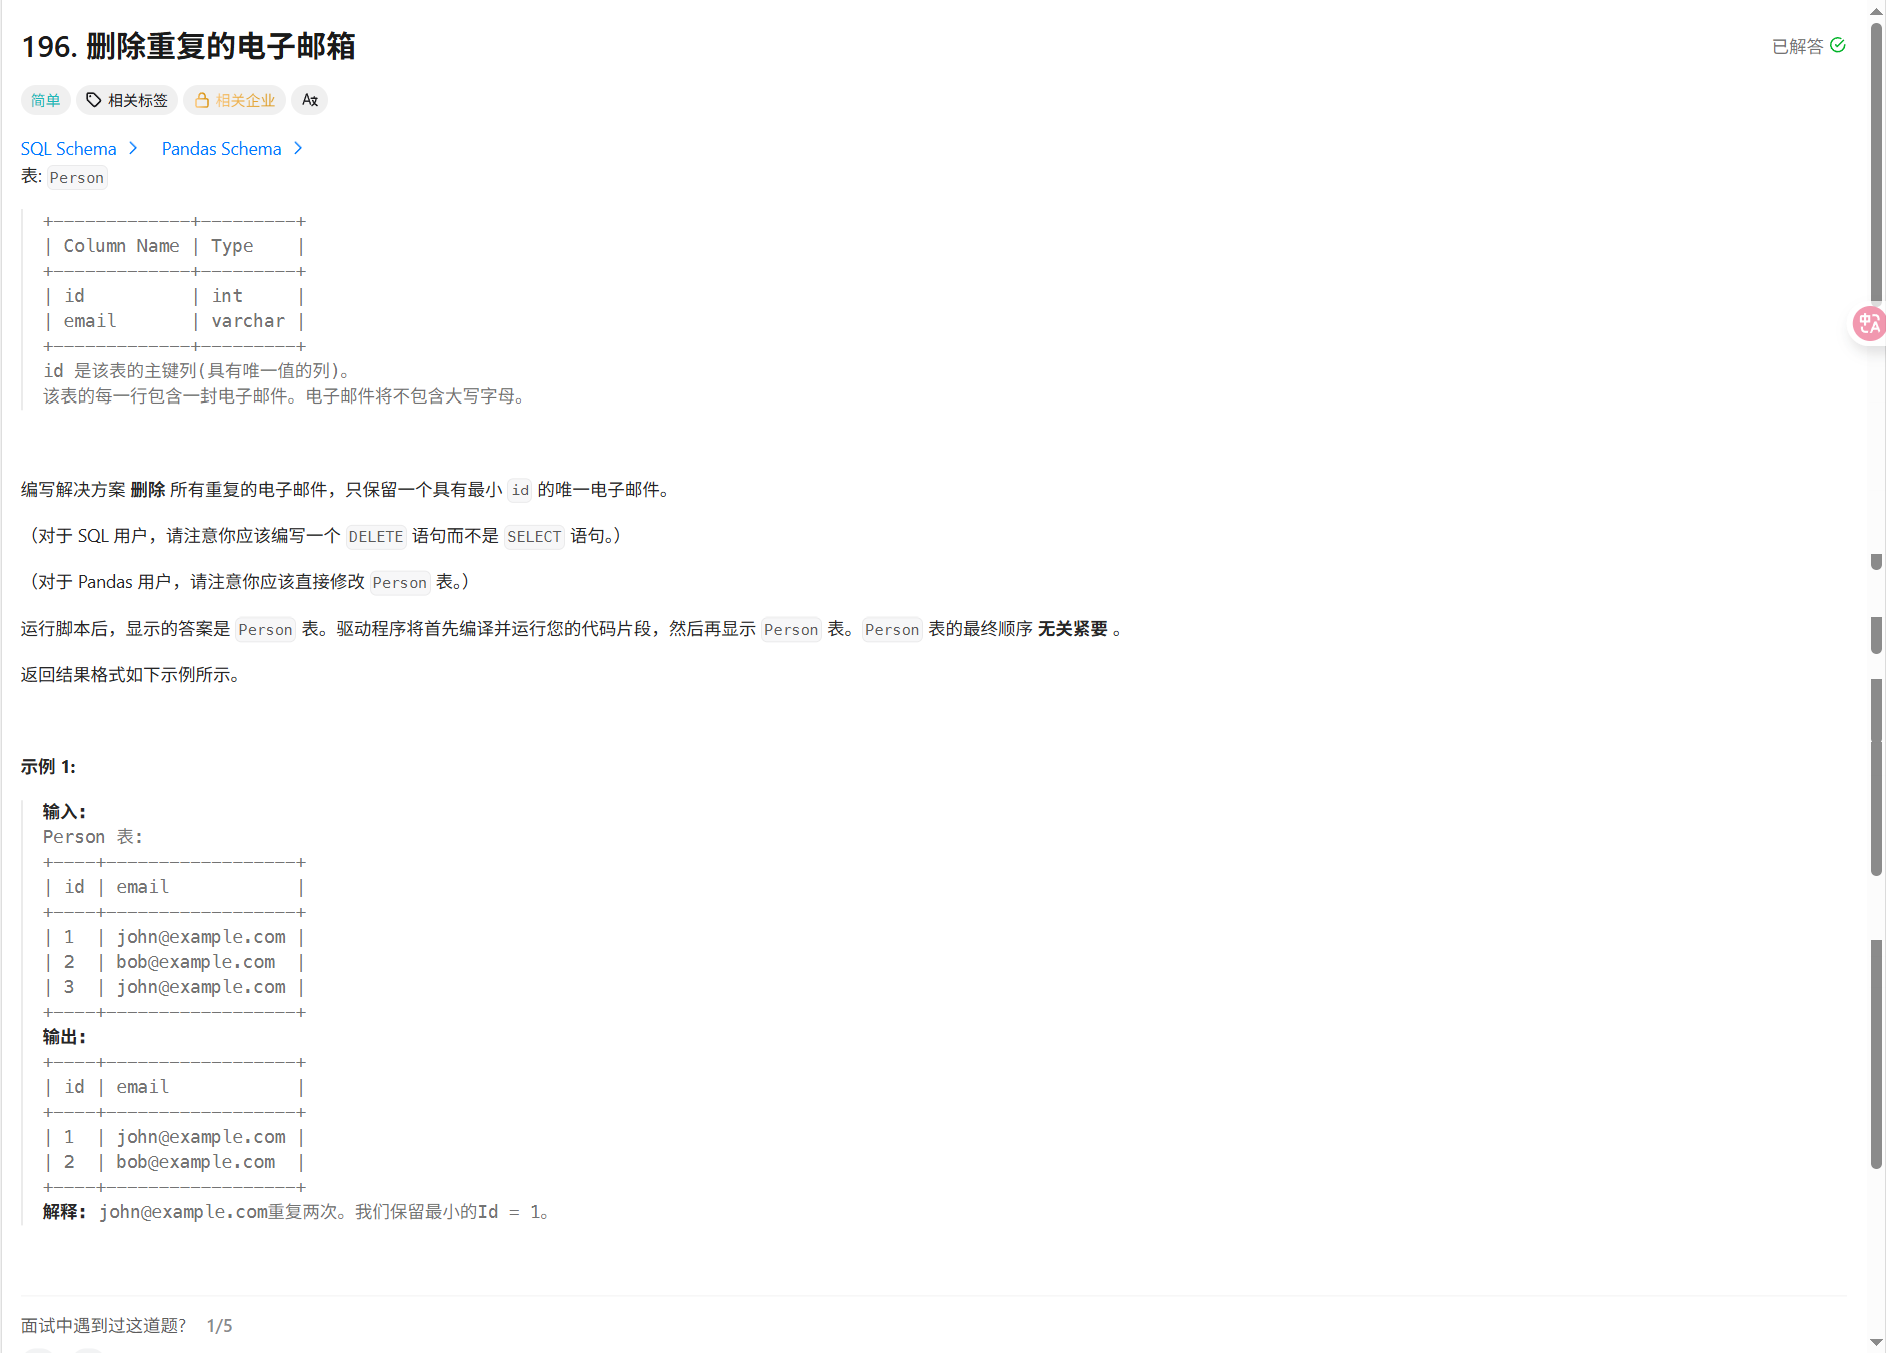 196. 删除重复的电子邮箱
已解答
简单 相关标签 相关企业 Aあ
SQL Schema > Pandas Schema >
表: Person
+-------------+---------+
| Column Name | Type    |
+-------------+---------+
| id          | int     |
| email       | varchar |
+-------------+---------+
id 是该表的主键列(具有唯一值的列)。
该表的每一行包含一封电子邮件。电子邮件将不包含大写字母。
编写解决方案 删除 所有重复的电子邮件，只保留一个具有最小 id 的唯一电子邮件。
（对于 SQL 用户，请注意你应该编写一个 DELETE 语句而不是 SELECT 语句。）
（对于 Pandas 用户，请注意你应该直接修改 Person 表。）
运行脚本后，显示的答案是 Person 表。驱动程序将首先编译并运行您的代码片段，然后再显示 Person 表。Person 表的最终顺序 无关紧要 。
返回结果格式如下示例所示。
示例 1:
输入:
Person 表:
+----+------------------+
| id | email            |
+----+------------------+
| 1  | john@example.com |
| 2  | bob@example.com  |
| 3  | john@example.com |
+----+------------------+
输出:
+----+------------------+
| id | email            |
+----+------------------+
| 1  | john@example.com |
| 2  | bob@example.com  |
+----+------------------+
解释: john@example.com重复两次。我们保留最小的Id = 1。
面试中遇到过这道题? 1/5